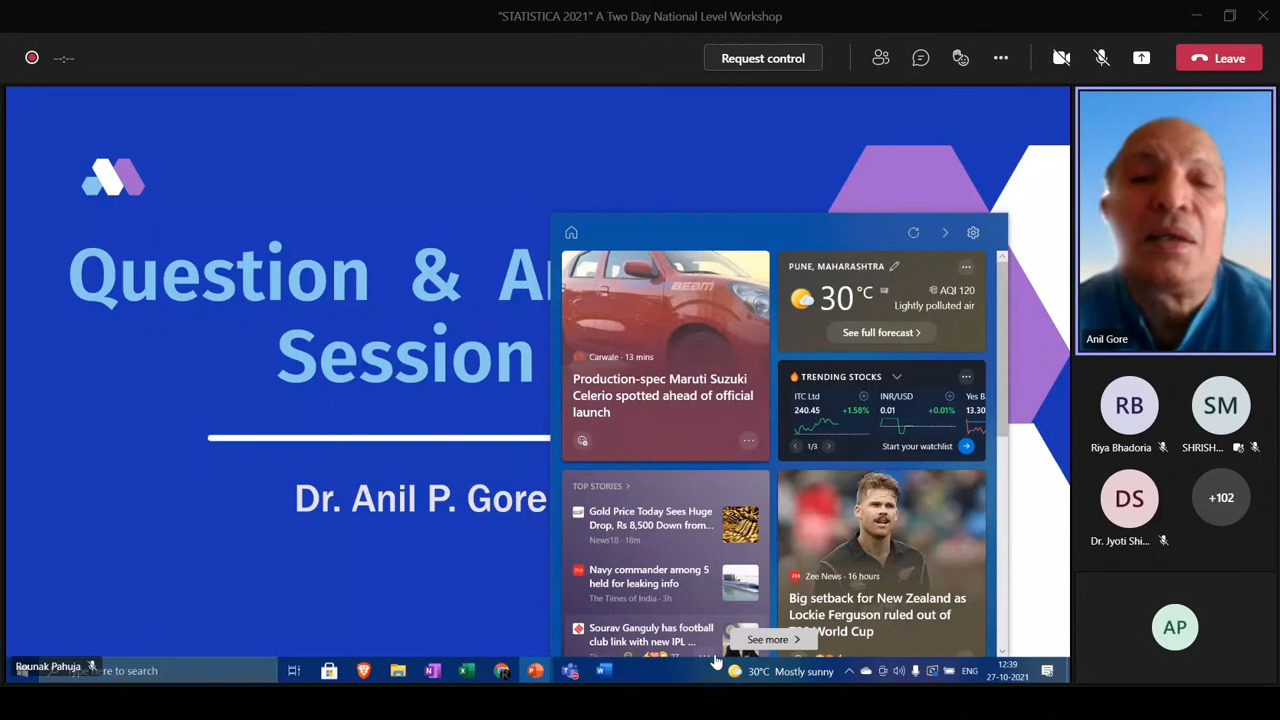 "STATISTICA 2021" A Two Day National Level Workshop
--:--
Request control
Leave
Question & An
Session
Dr. Anil P. Gore
BEAM
Carwale · 13 mins
Production-spec Maruti Suzuki
Celerio spotted ahead of official
launch
PUNE, MAHARASHTRA
30°C
AQI 120
Lightly polluted air
See full forecast
TRENDING STOCKS
ITC Ltd
240.45 +1.58%
INR/USD
0.01 +0.01%
Yes B
13.30
1/3
Start your watchlist
TOP STORIES
Gold Price Today Sees Huge
Drop, Rs 8,500 Down from...
News18 · 18m
Navy commander among 5
held for leaking info
The Times of India · 3h
Sourav Ganguly has football
club link with new IPL ...
Zee News · 16 hours
Big setback for New Zealand as
Lockie Ferguson ruled out of
World Cup
See more
Anil Gore
RB
Riya Bhadoria
SM
SHRISH...
DS
Dr. Jyoti Shi...
+102
AP
Rounak Pahuja
here to search
30°C Mostly sunny
ENG
12:39
27-10-2021